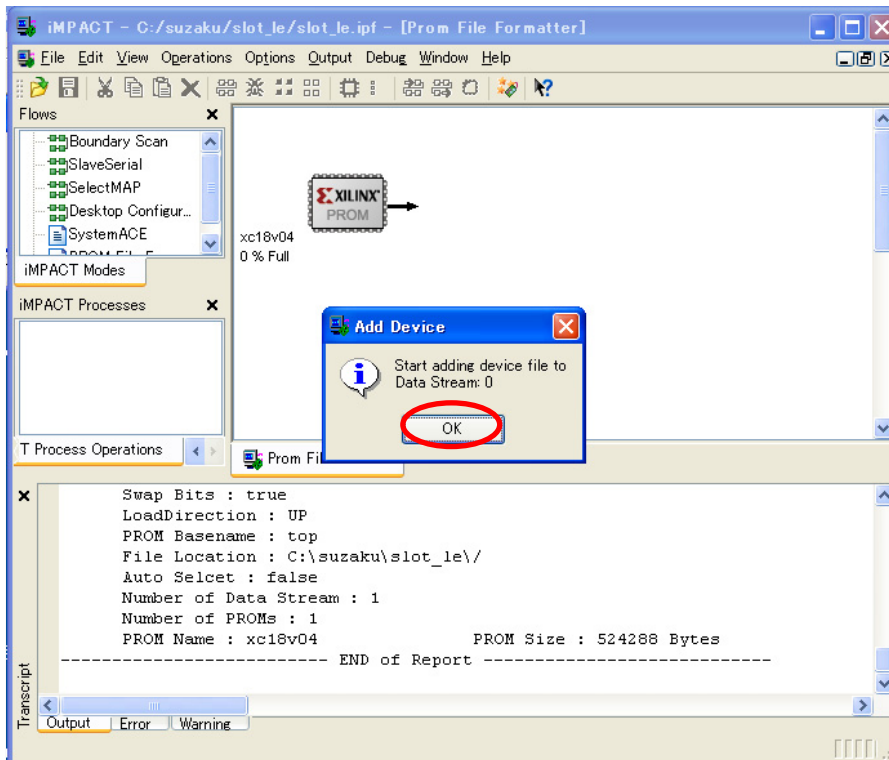 iMPACT - C:/suzaku/slot_le/slot_le.ipf - [Prom File Formatter]
File Edit View Operations Options Output Debug Window Help
Flows
Boundary Scan
SlaveSerial
SelectMAP
Desktop Configur...
SystemACE
iMPACT Modes
XILINX
PROM
xc18v04
0 % Full
iMPACT Processes
Add Device
Start adding device file to
Data Stream: 0
OK
T Process Operations
Prom Fi
Swap Bits : true
LoadDirection : UP
PROM Basename : top
File Location : C:\suzaku\slot_le\/
Auto Selcet : false
Number of Data Stream : 1
Number of PROMs : 1
PROM Name : xc18v04 PROM Size : 524288 Bytes
---------------------------- END of Report ----------------------------
Transcript
Output Error Warning